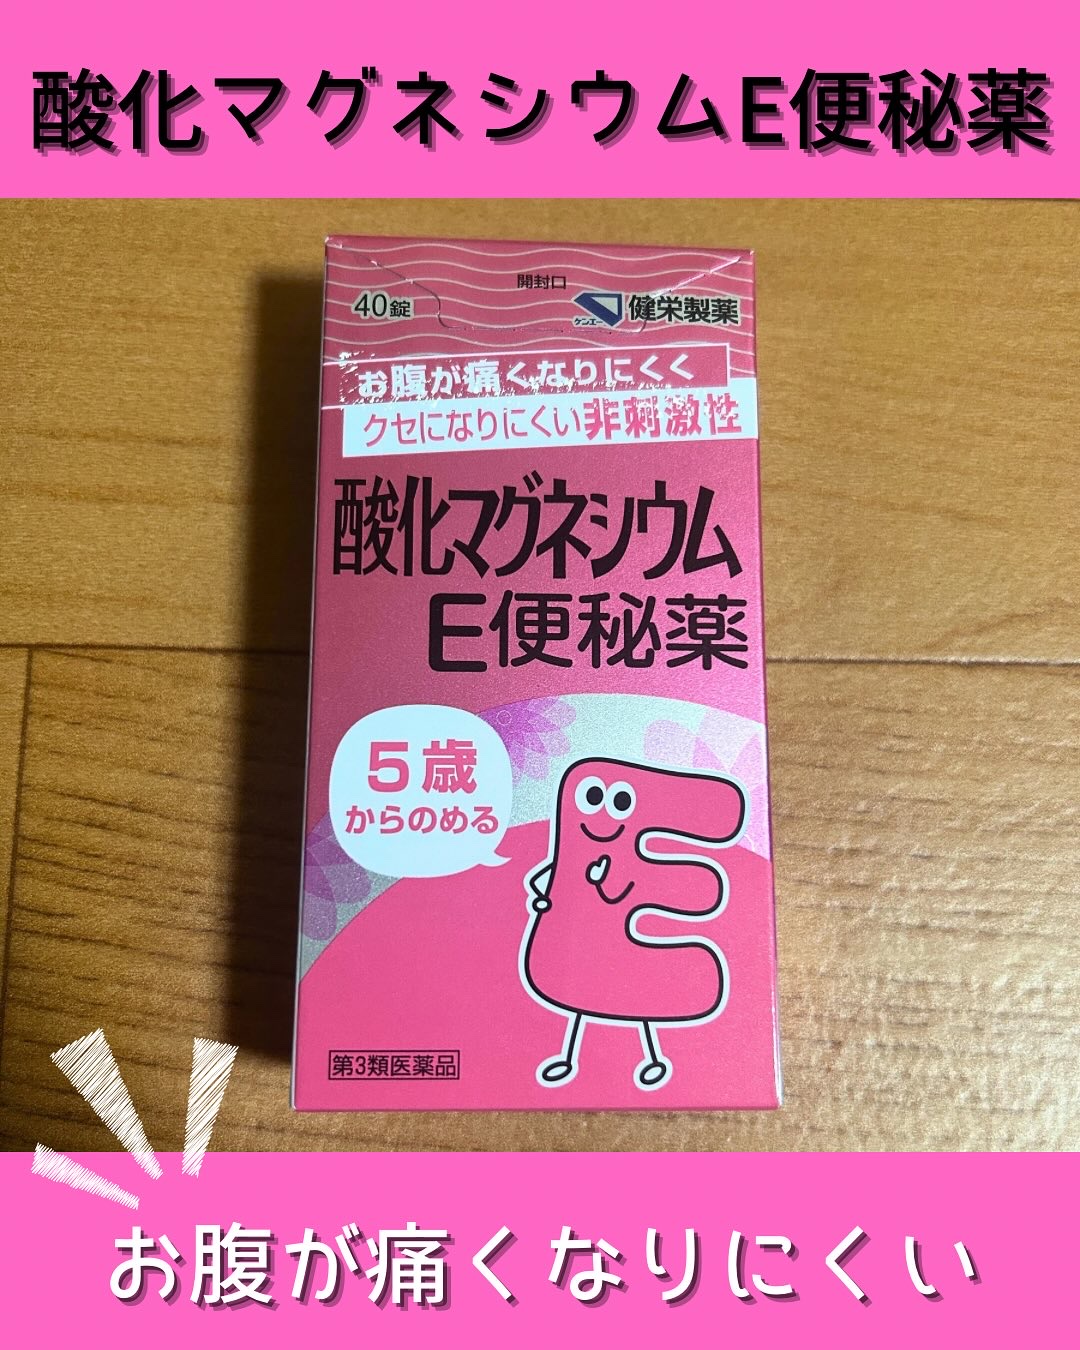 酸化マグネシウムE便秘薬
開封口
40錠
ケンエー 健栄製薬
お腹が痛くなりにくく
クセになりにくい非刺激性
酸化マグネシウム
E便秘薬
5歳
からのめる
第3類医薬品
お腹が痛くなりにくい